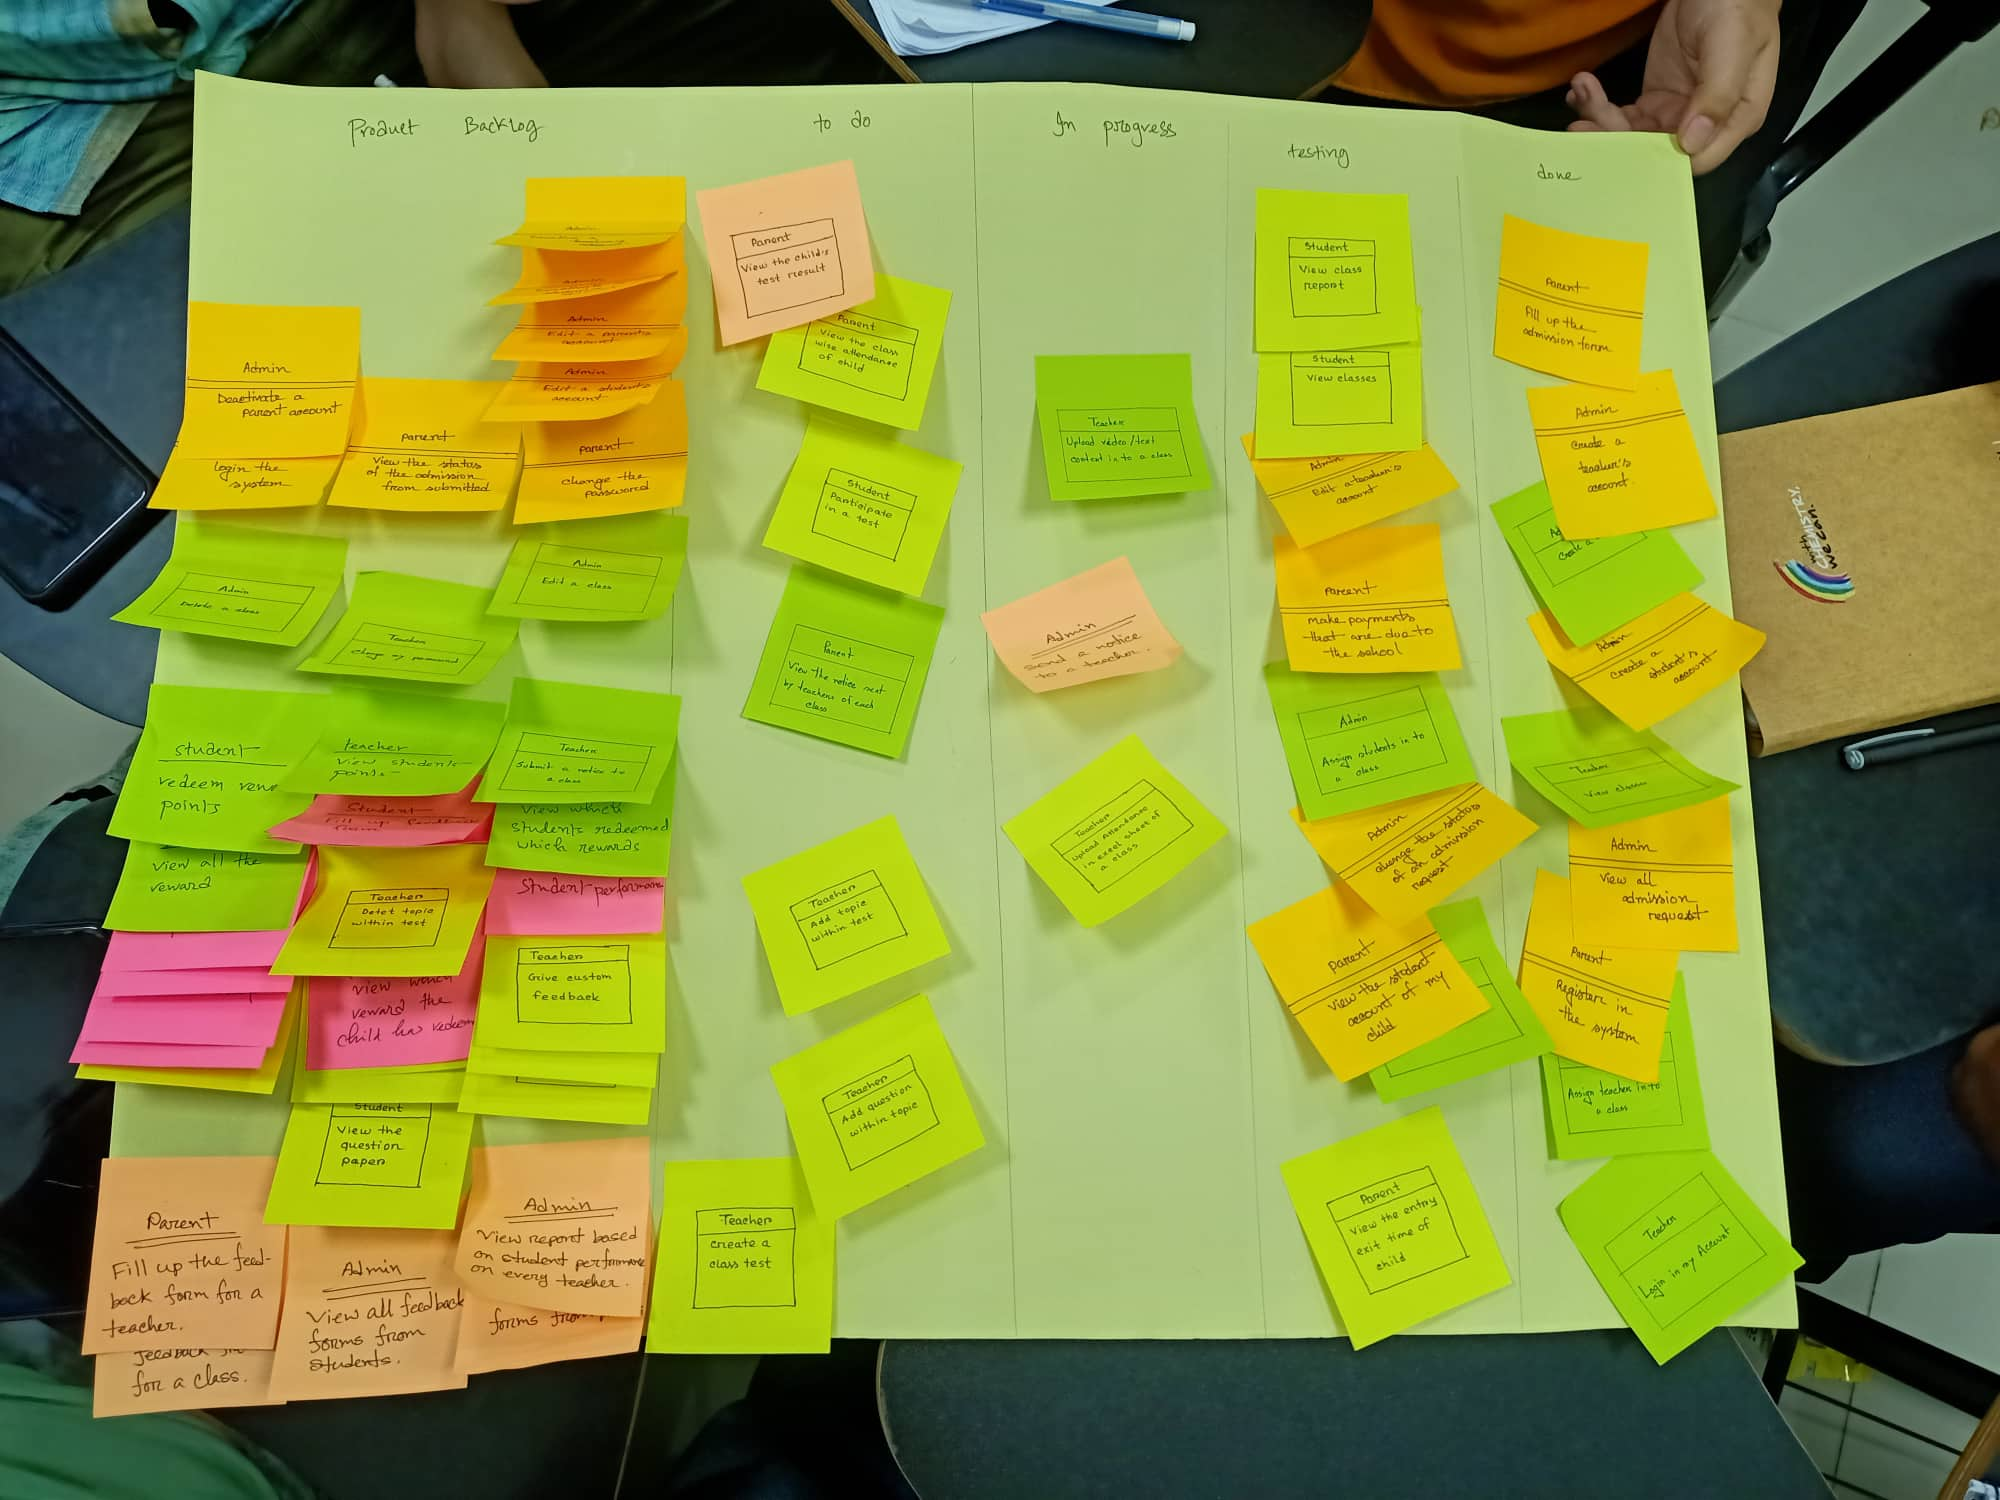 Product Backlog
Admin
Admin
Admin
Edit a parent's
account
Admin
Edit a student's
account
Parent
change the
password
Admin
Deactivate a
parent account
login the
system
Parent
View the status
of the admission
from submitted
Admin
Delete a class
Teacher
Change my password
Admin
Edit a class
Student
redeem
points
View all the
reward
teacher
View students
points
Student
Fill up feedback
form
Teacher
Submit a notice to
a class
View which
students redeemed
which rewards
Student performance
Teacher
Delet topic
within test
view which
reward the
child has redeem
Teacher
Give custom
feedback
Student
View the
question
paper
Parent
Fill up the feed-
back form for a
teacher.
feedback
for a class.
Admin
View all feedback
forms from
students.
Admin
View report based
on student performance
on every teacher.
forms from
to do
Parent
View the child's
test result
Parent
View the class
wise attendance
of child
Student
Participate
in a test
Parent
View the notice sent
by teachers of each
class
Teacher
Add topic
within test
Teacher
Add question
within topic
Teacher
create a
class test
In progress
Teacher
Upload video/text
content in to a class
Admin
Send a notice
to a teacher.
Teacher
Upload Attendance
in excel sheet of
a class
testing
Student
View class
report
Student
View classes
Admin
Edit a teacher's
account
Parent
make payments
that are due to
the school
Admin
Assign students in to
a class
Admin
change the status
of an admission
request
Parent
View the student
account of my
child
Parent
View the entry
exit time of
child
done
Parent
Fill up the
admission form
Admin
Create a
teacher's
account.
Create a
Admin
create a
student's
account
Teacher
View classes
Admin
View all
admission
request
Parent
Register in
the system
Assign teacher in to
a class
Teacher
Login in my Account
CHEMISTRY,
we can.